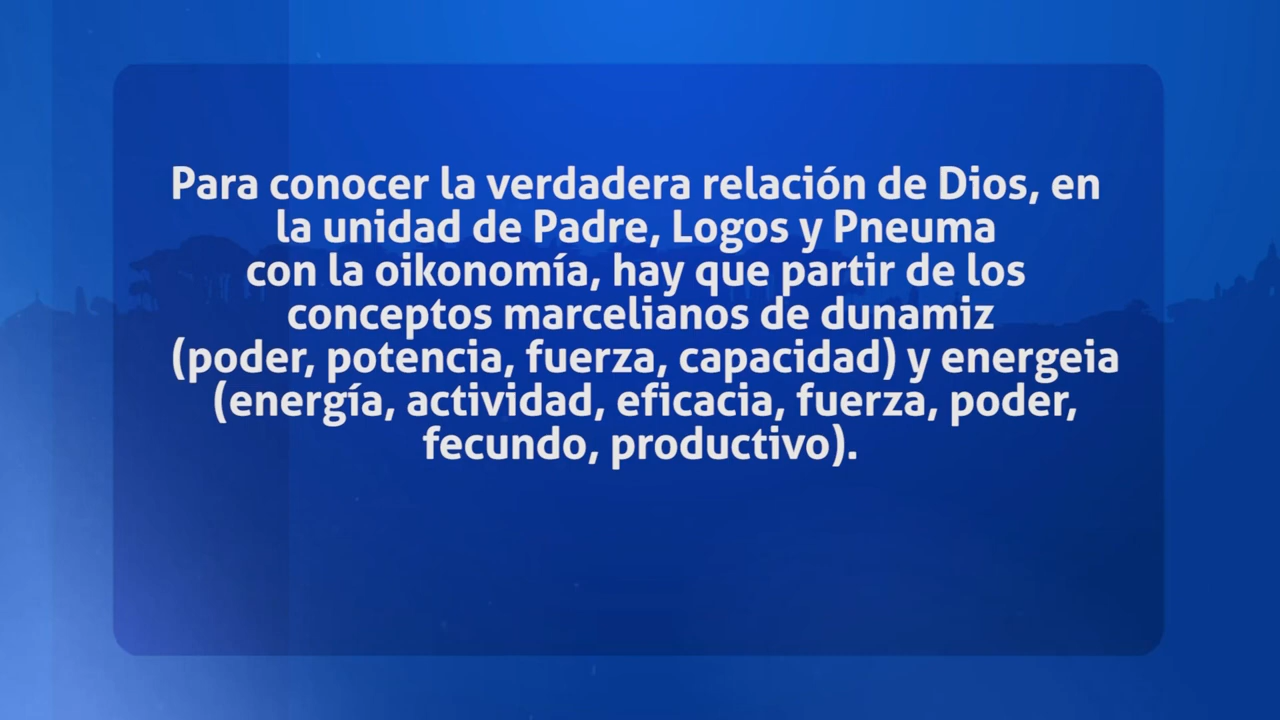 Para conocer la verdadera relación de Dios, en
la unidad de Padre, Logos y Pneuma
con la oikonomía, hay que partir de los
conceptos marcelianos de dunamiz
(poder, potencia, fuerza, capacidad) y energeia
(energía, actividad, eficacia, fuerza, poder,
fecundo, productivo).